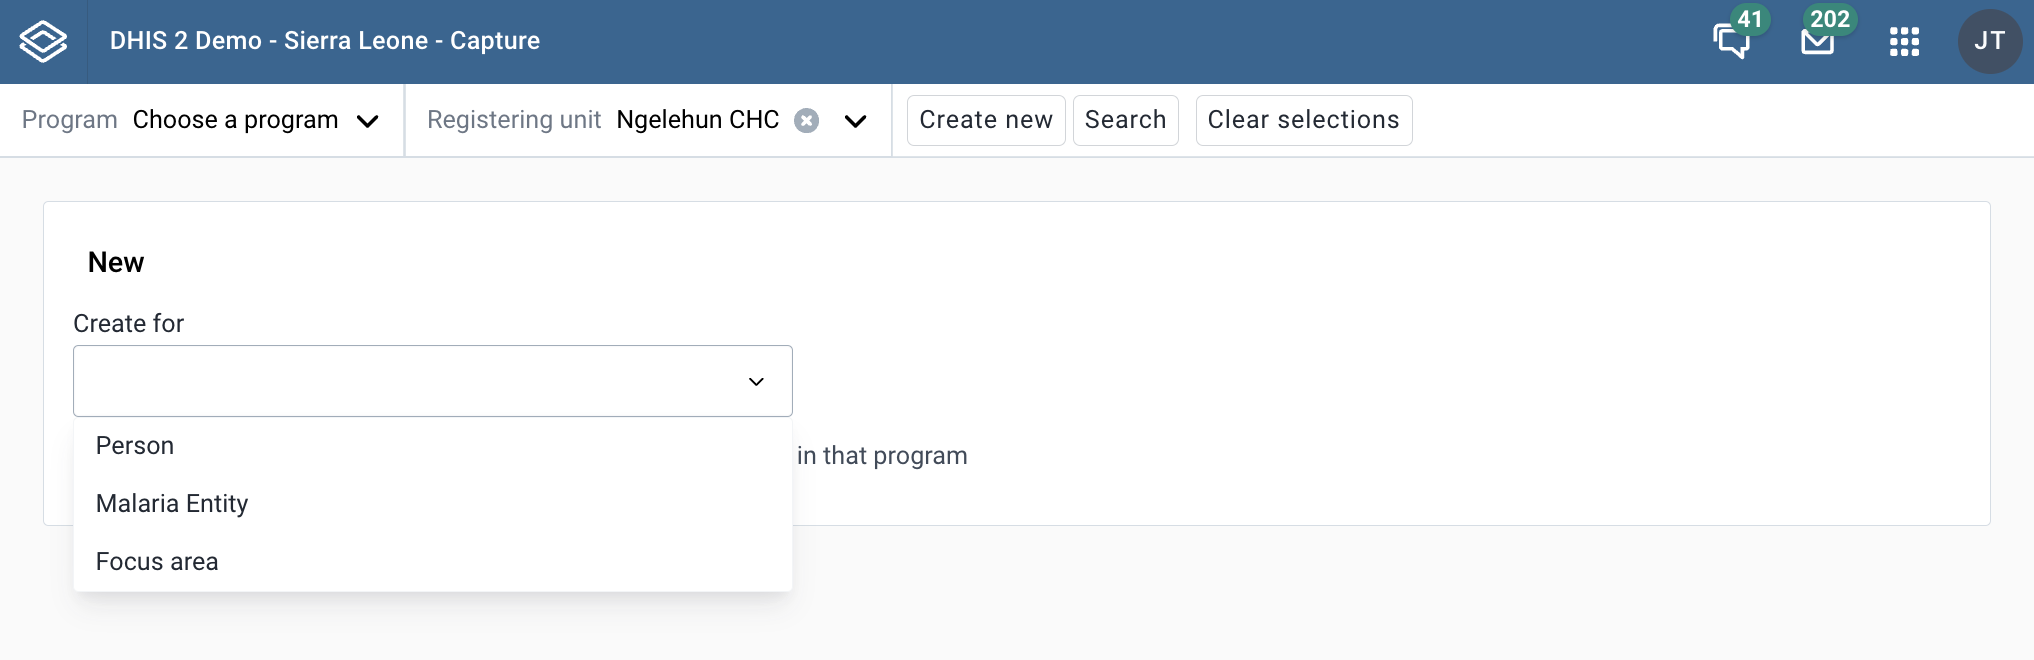 DHIS 2 Demo - Sierra Leone - Capture
41
202
JT
Program Choose a program
Registering unit Ngelehun CHC
Create new
Search
Clear selections
New
Create for
Person
in that program
Malaria Entity
Focus area